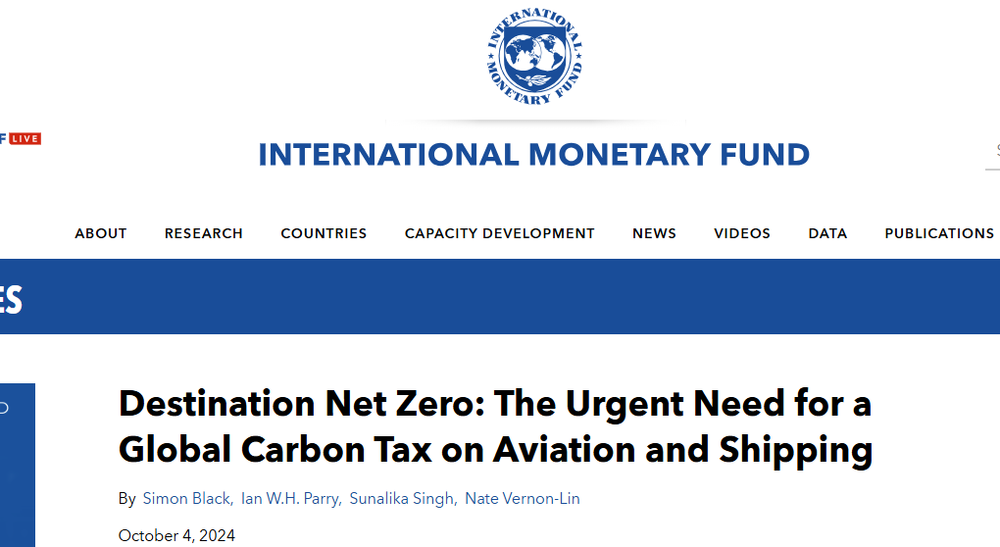 INTERNATIONAL MONETARY FUND
F LIVE
INTERNATIONAL MONETARY FUND
ABOUT RESEARCH COUNTRIES CAPACITY DEVELOPMENT NEWS VIDEOS DATA PUBLICATIONS
ES
Destination Net Zero: The Urgent Need for a
Global Carbon Tax on Aviation and Shipping
By Simon Black, Ian W.H. Parry, Sunalika Singh, Nate Vernon-Lin
October 4, 2024